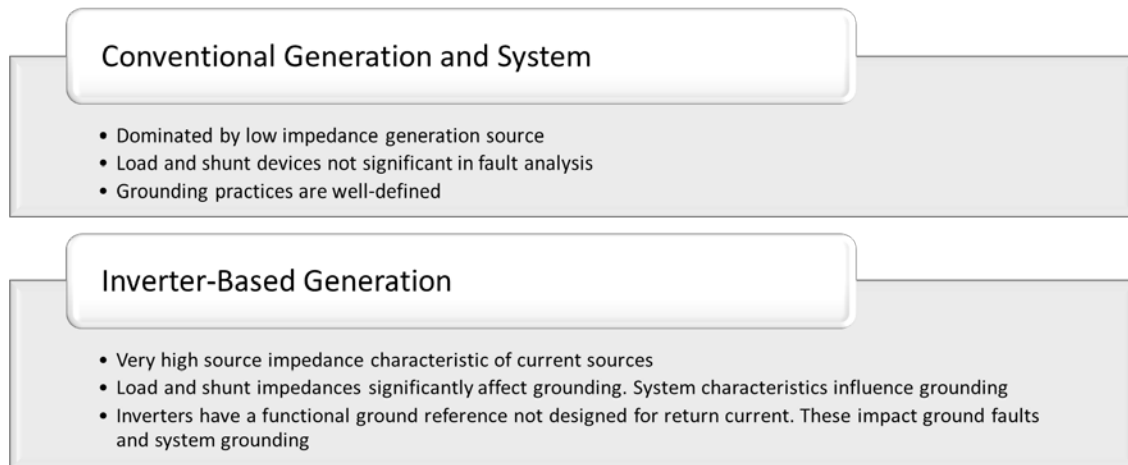 Conventional Generation and System
• Dominated by low impedance generation source
• Load and shunt devices not significant in fault analysis
• Grounding practices are well-defined
Inverter-Based Generation
• Very high source impedance characteristic of current sources
• Load and shunt impedances significantly affect grounding. System characteristics influence grounding
• Inverters have a functional ground reference not designed for return current. These impact ground faults
and system grounding